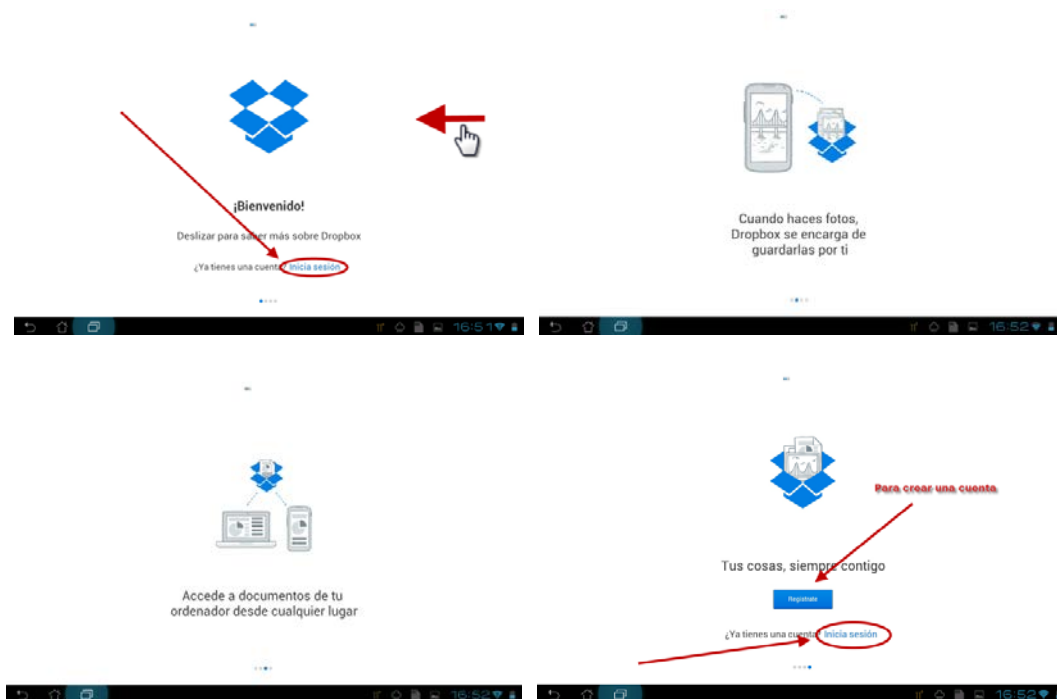 ¡Bienvenido!
Deslizar para saber más sobre Dropbox
¿Ya tienes una cuenta? Inicia sesión
16:51
Cuando haces fotos,
Dropbox se encarga de
guardarlas por ti
16:52
Accede a documentos de tu
ordenador desde cualquier lugar
16:52
Para crear una cuenta
Tus cosas, siempre contigo
Regístrate
¿Ya tienes una cuenta? Inicia sesión
16:52